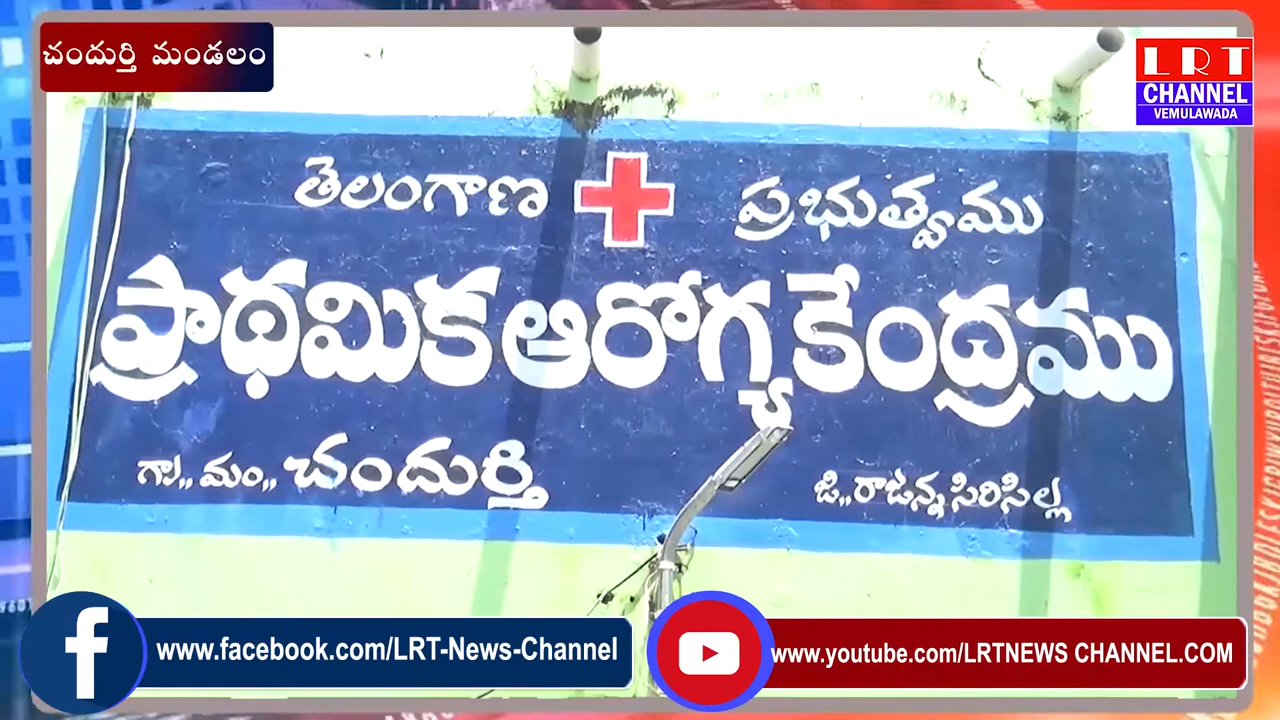 చందుర్తి మండలం
LRT
CHANNEL
VEMULAWADA
తెలంగాణ ప్రభుత్వము
ప్రాథమిక ఆరోగ్య కేంద్రము
గ్రా,, మం,, చందుర్తి జి,, రాజన్న సిరిసిల్ల
www.facebook.com/LRT-News-Channel
www.youtube.com/LRTNEWS CHANNEL.COM